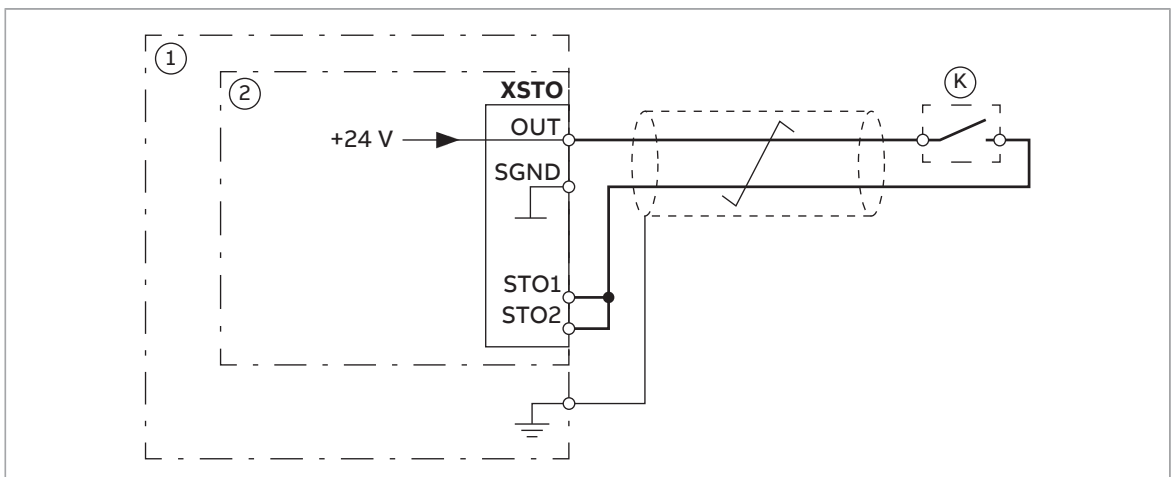 1
2
K
XSTO
OUT
+24 V
SGND
STO1
STO2